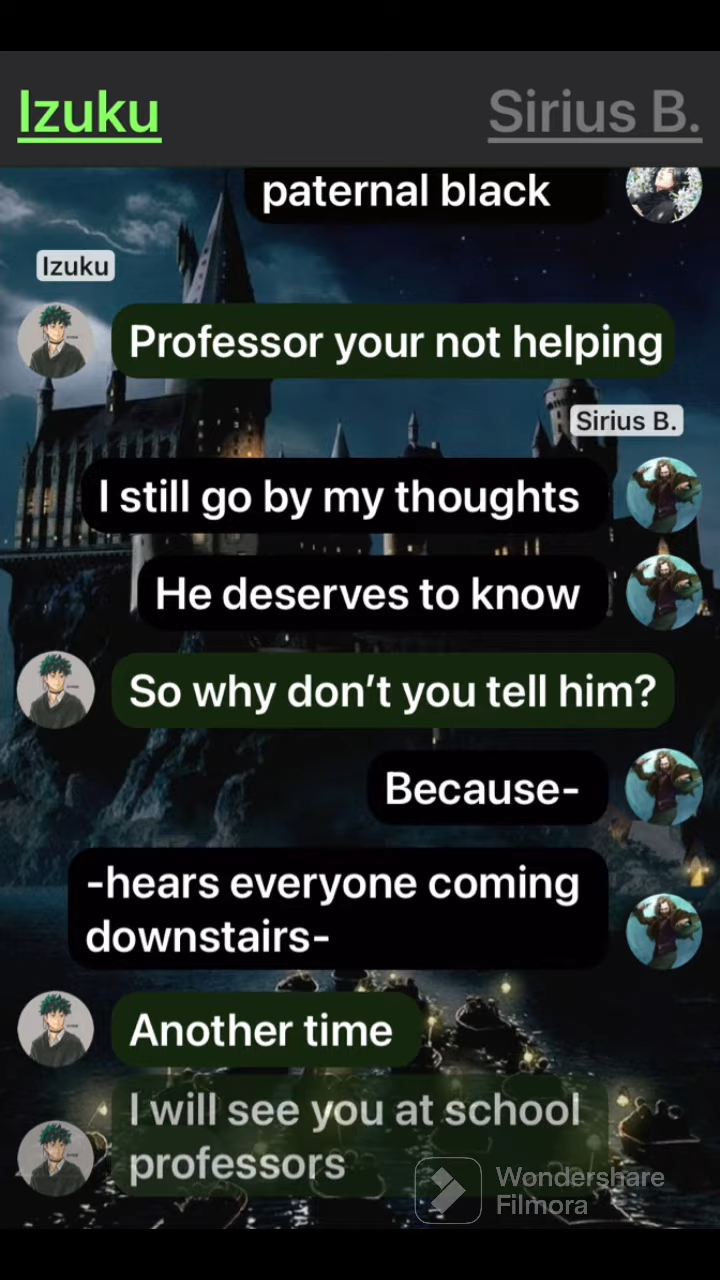 Izuku
Sirius B.
paternal black
Izuku
Professor your not helping
Sirius B.
I still go by my thoughts
He deserves to know
So why don't you tell him?
Because-
-hears everyone coming
downstairs-
Another time
I will see you at school
professors
Wondershare
Filmora